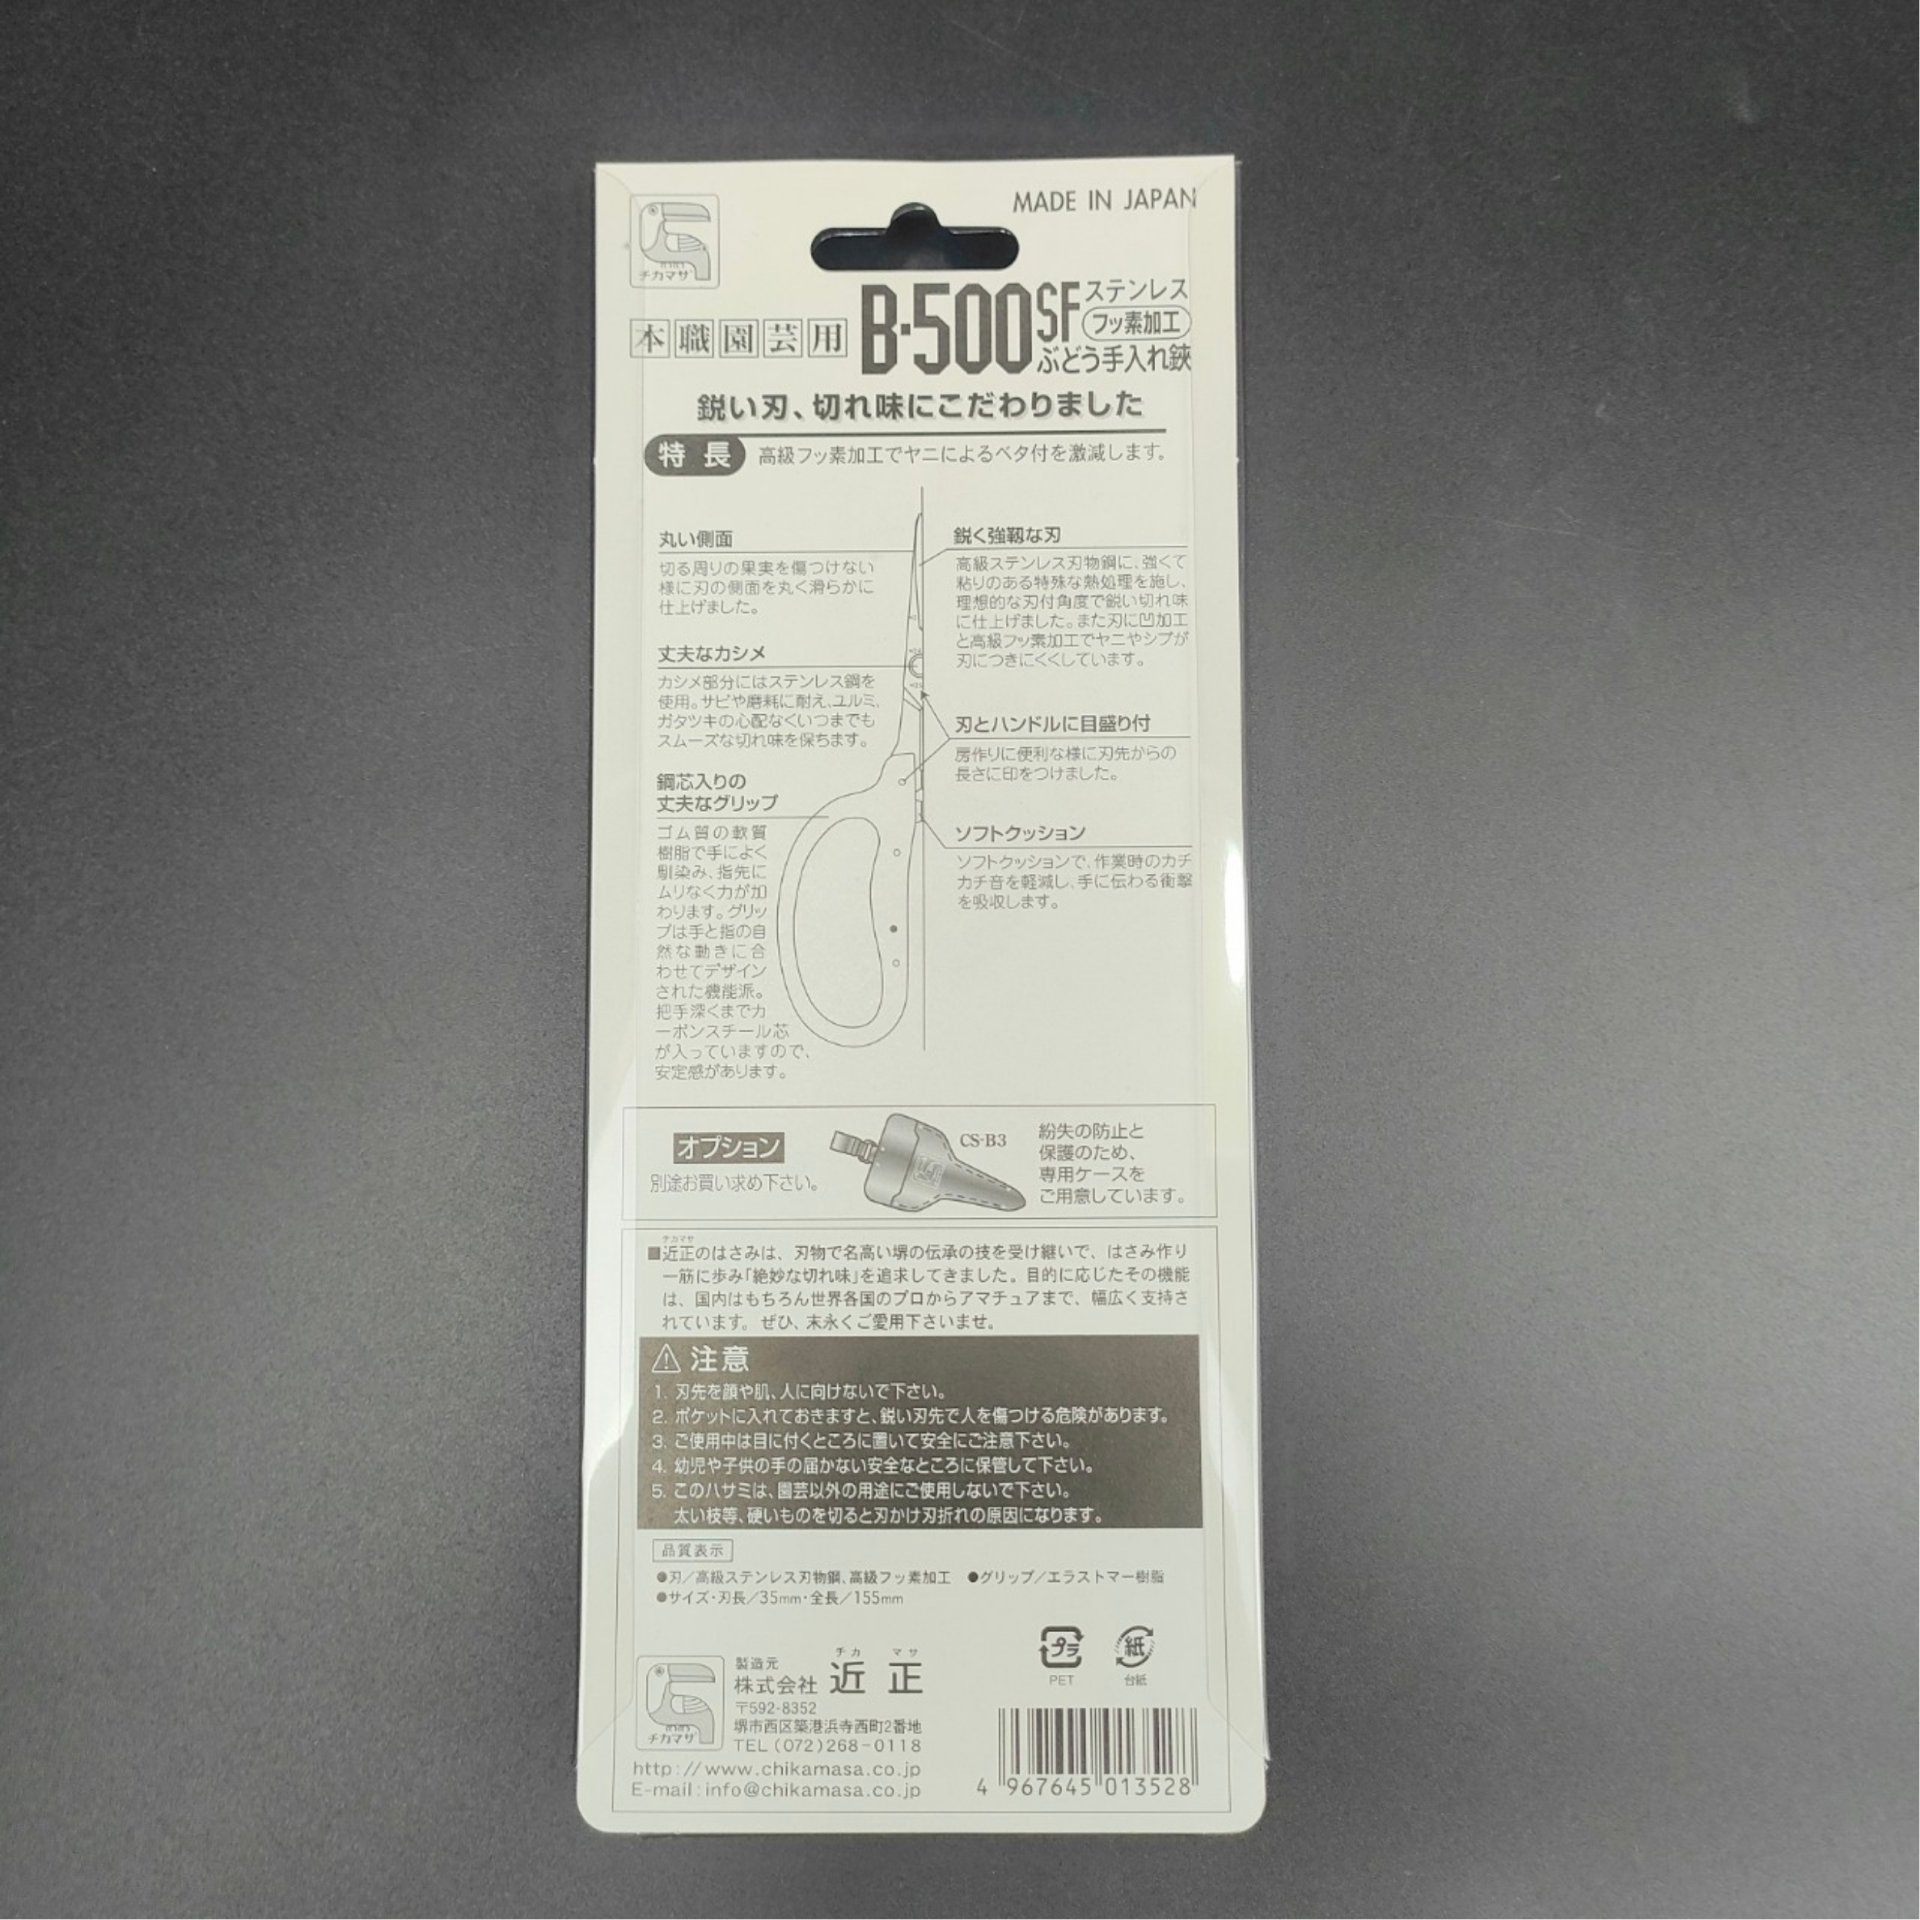 MADE IN JAPAN
チカマサ
本職園芸用
B-500SF
ステンレス
フッ素加工
ぶどう手入れ鋏
鋭い刃、切れ味にこだわりました
特長 高級フッ素加工でヤニによるベタ付を激減します。
丸い側面
切る周りの果実を傷つけない
様に刃の側面を丸く滑らかに
仕上げました。
丈夫なカシメ
カシメ部分にはステンレス鋼を
使用。サビや磨耗に耐え、ユルミ、
ガタツキの心配なくいつまでも
スムーズな切れ味を保ちます。
鋼芯入りの
丈夫なグリップ
ゴム質の軟質
樹脂で手によく
馴染み、指先に
ムリなく力が加
わります。グリッ
プは手と指の自
然な動きに合
わせてデザイン
された機能派。
把手深くまでカ
ーボンスチール芯
が入っていますので、
安定感があります。
鋭く強靱な刃
高級ステンレス刃物鋼に、強くて
粘りのある特殊な熱処理を施し、
理想的な刃付角度で鋭い切れ味
に仕上げました。また刃に凹加工
と高級フッ素加工でヤニやシブが
刃につきにくくしています。
刃とハンドルに目盛り付
房作りに便利な様に刃先からの
長さに印をつけました。
ソフトクッション
ソフトクッションで、作業時のカチ
カチ音を軽減し、手に伝わる衝撃
を吸収します。
オプション
別途お買い求め下さい。
CS-B3
紛失の防止と
保護のため、
専用ケースを
ご用意しています。
チカマサ
■近正のはさみは、刃物で名高い堺の伝承の技を受け継いで、はさみ作り
一筋に歩み「絶妙な切れ味」を追求してきました。目的に応じたその機能
は、国内はもちろん世界各国のプロからアマチュアまで、幅広く支持さ
れています。ぜひ、末永くご愛用下さいませ。
注意
1. 刃先を顔や肌、人に向けないで下さい。
2. ポケットに入れておきますと、鋭い刃先で人を傷つける危険があります。
3. ご使用中は目に付くところに置いて安全にご注意下さい。
4. 幼児や子供の手の届かない安全なところに保管して下さい。
5. このハサミは、園芸以外の用途にご使用しないで下さい。
太い枝等、硬いものを切ると刃かけ刃折れの原因になります。
品質表示
●刃／高級ステンレス刃物鋼、高級フッ素加工 ●グリップ／エラストマー樹脂
●サイズ・刃長／35mm・全長／155mm
プラ
PET
紙
台紙
チカマサ
製造元
チカ マサ
株式会社 近正
〒592-8352
堺市西区築港浜寺西町2番地
TEL(072)268-0118
http://www.chikamasa.co.jp
E-mail:info@chikamasa.co.jp
4 967645 013528